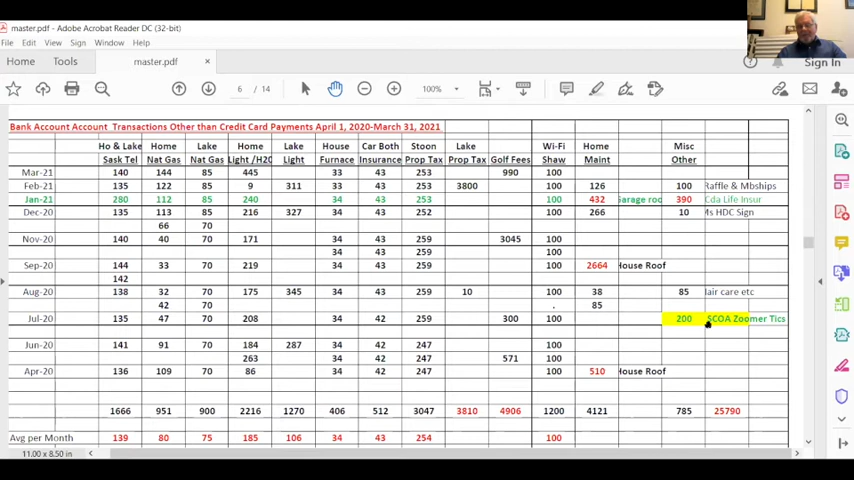 master.pdf - Adobe Acrobat Reader DC (32-bit)
File Edit View Sign Window Help
Home Tools master.pdf × Sign In
6 / 14 100%
Bank Account Account Transactions Other than Credit Card Payments April 1, 2020-March 31, 2021
Ho & Lake Home Lake Home Lake House Car Both Stoon Lake Wi-Fi Home Misc
Sask Tel Nat Gas Nat Gas Light /H20 Light Furnace Insurance Prop Tax Prop Tax Golf Fees Shaw Maint Other
Mar-21 140 144 85 445 33 43 253 990 100
Feb-21 135 122 85 9 311 33 43 253 3800 100 126 100 Raffle & Mbships
Jan-21 280 112 85 240 34 43 253 100 432 Garage roo 390 Cda Life Insur
Dec-20 135 113 85 216 327 34 43 252 100 266 10 Ms HDC Sign
66 70
Nov-20 140 40 70 171 34 43 259 3045 100
34 43 259 100
Sep-20 144 33 70 219 34 43 259 100 2664 House Roof
142
Aug-20 138 32 70 175 345 34 43 259 10 100 38 85 Hair care etc
42 70 85
Jul-20 135 47 70 208 34 42 259 300 100 200 SCOA Zoomer Tics
Jun-20 141 91 70 184 287 34 42 247 100
263 34 42 247 571 100
Apr-20 136 109 70 86 34 42 247 100 510 House Roof
1666 951 900 2216 1270 406 512 3047 3810 4906 1200 4121 785 25790
Avg per Month 139 80 75 185 106 34 43 254 100
11.00 x 8.50 in